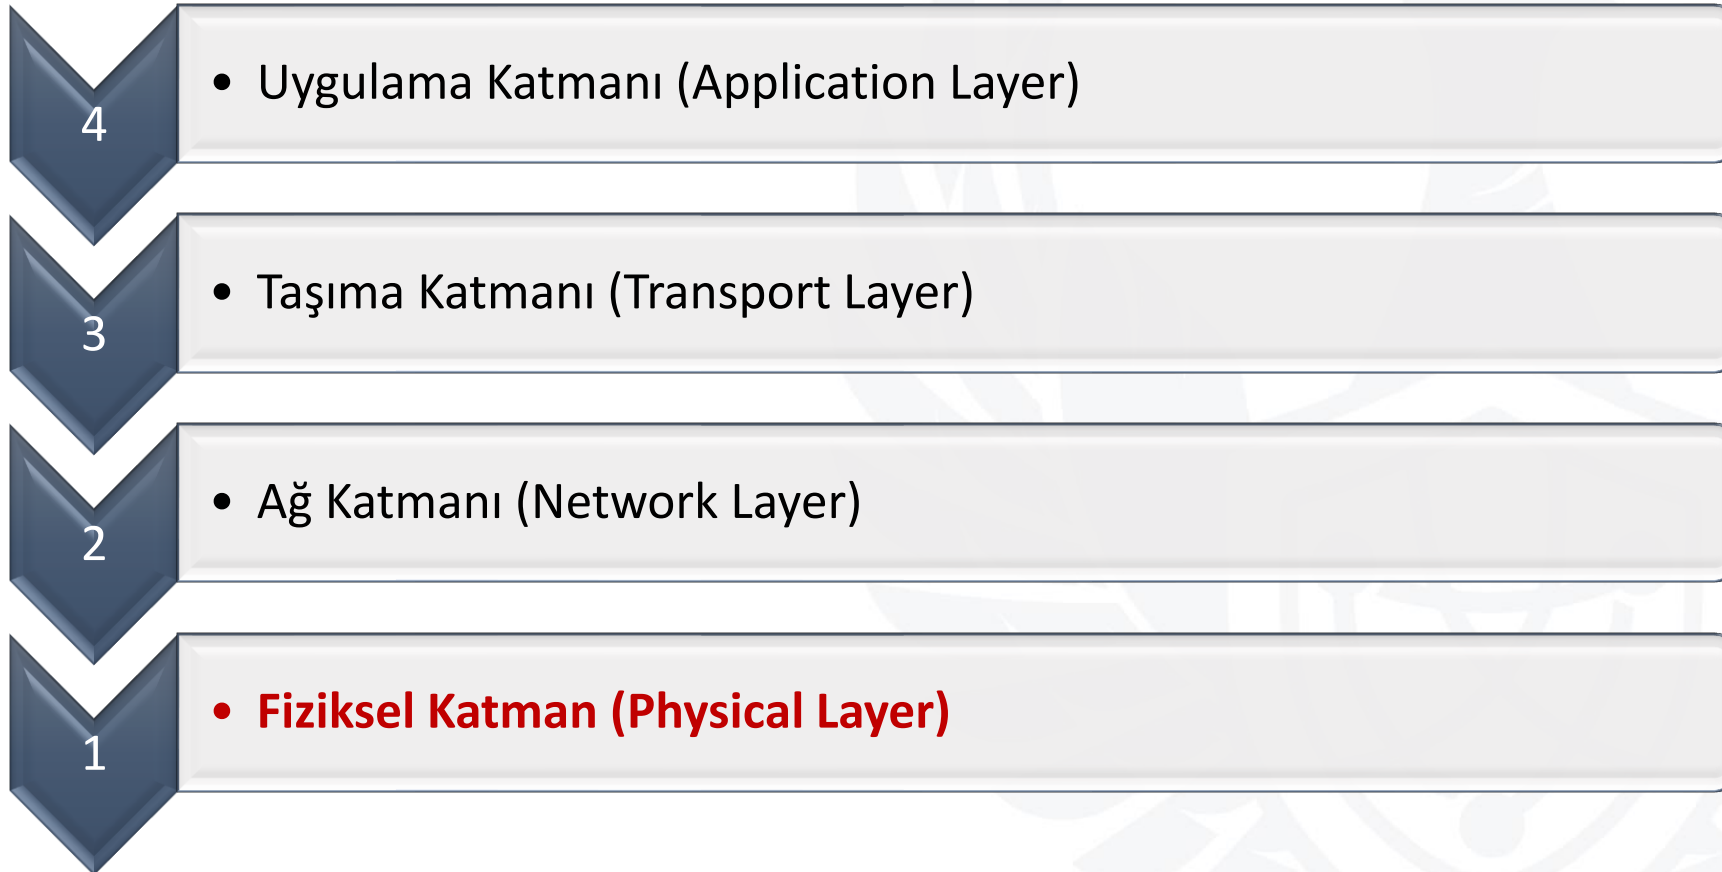 4
• Uygulama Katmanı (Application Layer)
3
• Taşıma Katmanı (Transport Layer)
2
• Ağ Katmanı (Network Layer)
1
• Fiziksel Katman (Physical Layer)